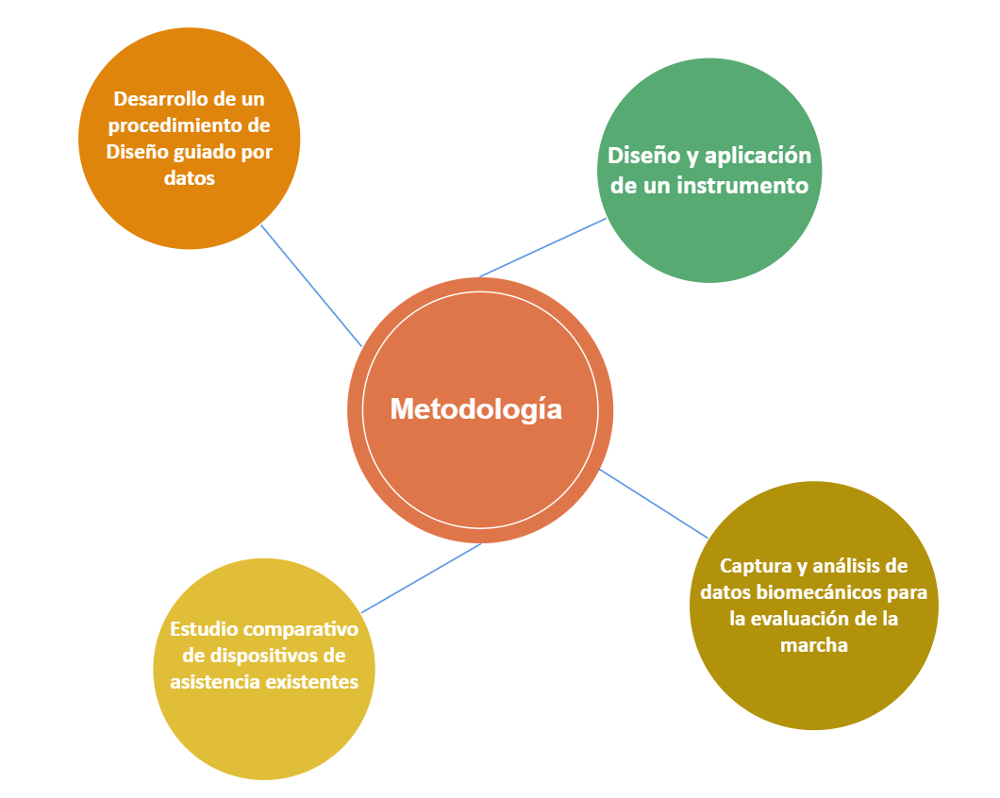 Desarrollo de un
procedimiento de
Diseño guiado por
datos
Diseño y aplicación
de un instrumento
Metodología
Captura y análisis de
datos biomecánicos para
la evaluación de la
marcha
Estudio comparativo
de dispositivos de
asistencia existentes